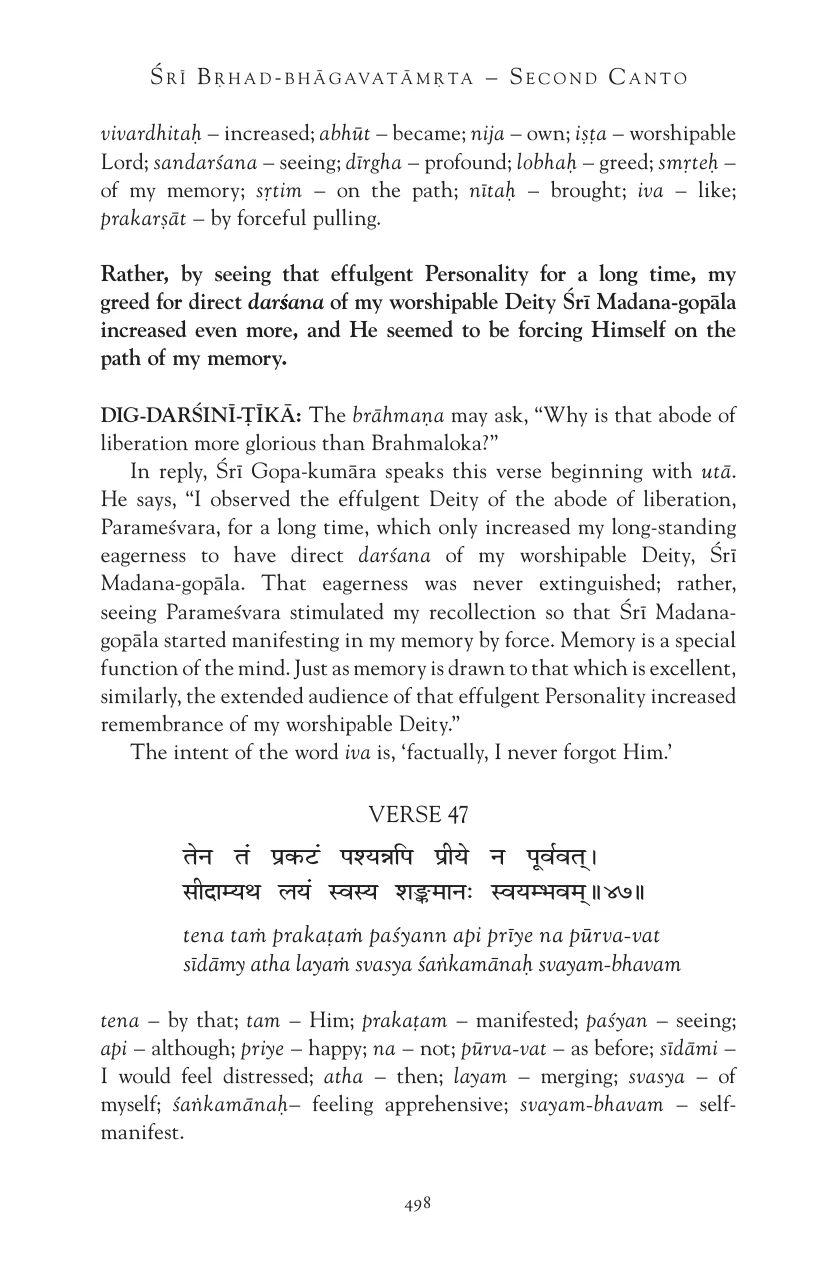 ŚRĪ BṚHAD-BHĀGAVATĀMṚTA – SECOND CANTO
vivardhitaḥ – increased; abhūt – became; nija – own; iṣṭa – worshipable
Lord; sandarśana – seeing; dīrgha – profound; lobhaḥ – greed; smṛteḥ –
of my memory; sṛtim – on the path; nītaḥ – brought; iva – like;
prakarṣāt – by forceful pulling.
Rather, by seeing that effulgent Personality for a long time, my
greed for direct darśana of my worshipable Deity Śrī Madana-gopāla
increased even more, and He seemed to be forcing Himself on the
path of my memory.
DIG-DARŚINĪ-ṬĪKĀ: The brāhmaṇa may ask, “Why is that abode of
liberation more glorious than Brahmaloka?”
In reply, Śrī Gopa-kumāra speaks this verse beginning with utā.
He says, “I observed the effulgent Deity of the abode of liberation,
Parameśvara, for a long time, which only increased my long-standing
eagerness to have direct darśana of my worshipable Deity, Śrī
Madana-gopāla. That eagerness was never extinguished; rather,
seeing Parameśvara stimulated my recollection so that Śrī Madana-
gopāla started manifesting in my memory by force. Memory is a special
function of the mind. Just as memory is drawn to that which is excellent,
similarly, the extended audience of that effulgent Personality increased
remembrance of my worshipable Deity.”
The intent of the word iva is, ‘factually, I never forgot Him.’
VERSE 47
तेन तं प्रकटं पश्यन्नपि प्रीये न पूर्ववत्।
सीदाम्यथ लयं स्वस्य शङ्कमानः स्वयम्भवम्॥४७॥
tena taṁ prakaṭaṁ paśyann api prīye na pūrva-vat
sīdāmy atha layaṁ svasya śaṅkamānaḥ svayam-bhavam
tena – by that; tam – Him; prakaṭam – manifested; paśyan – seeing;
api – although; priye – happy; na – not; pūrva-vat – as before; sīdāmi –
I would feel distressed; atha – then; layam – merging; svasya – of
myself; śaṅkamānaḥ– feeling apprehensive; svayam-bhavam – self-
manifest.
498